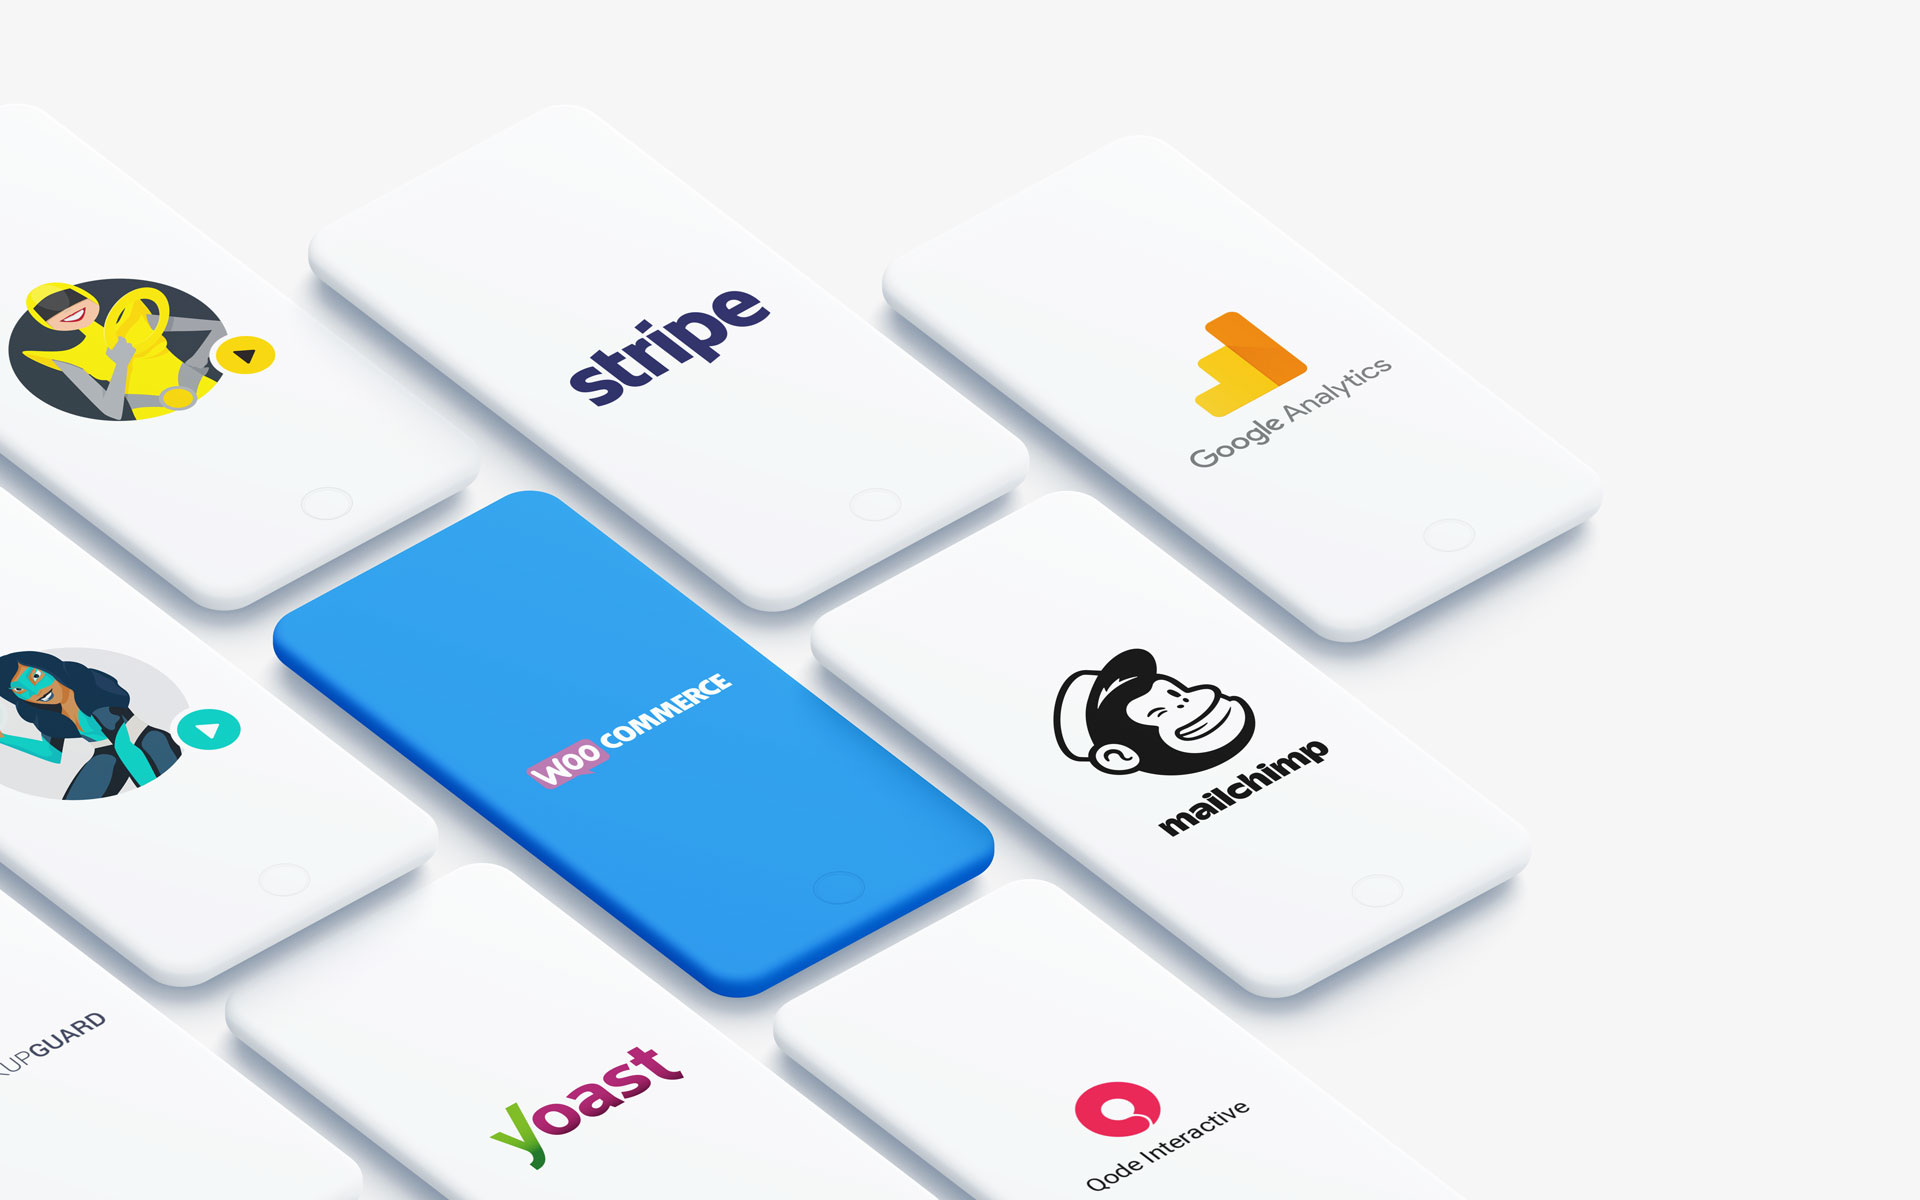 stripe
Google Analytics
WOO COMMERCE
mailchimp
UPGUARD
yoast
Qode Interactive